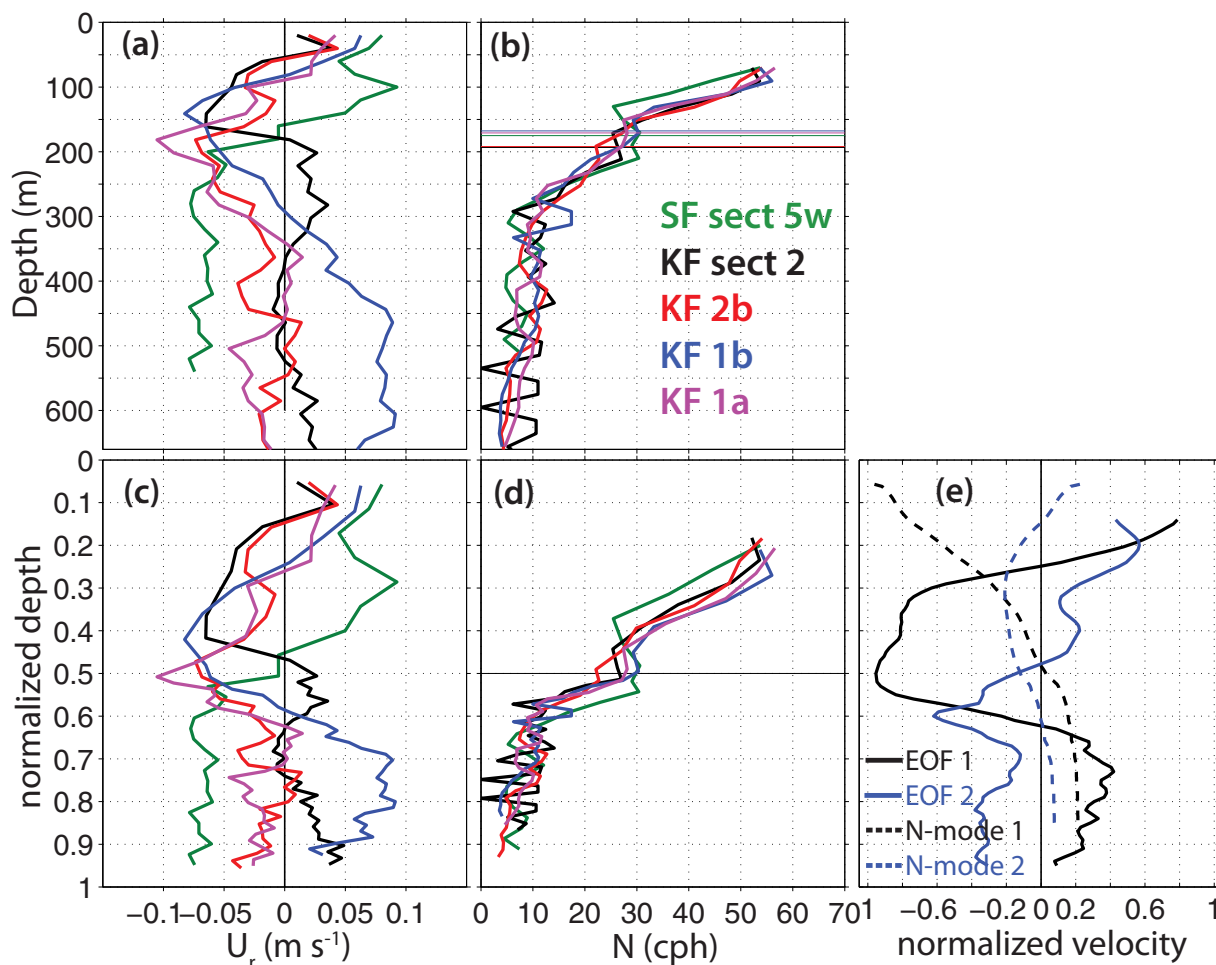 0
100
200
300
400
500
600
Depth (m)
(a)
(b)
SF sect 5w
KF sect 2
KF 2b
KF 1b
KF 1a
0
0.1
0.2
0.3
0.4
0.5
0.6
0.7
0.8
0.9
1
normalized depth
(c)
(d)
(e)
EOF 1
EOF 2
N-mode 1
N-mode 2
−0.1 −0.05 0 0.05 0.1
U_r (m s⁻¹)
0 10 20 30 40 50 60 70
N (cph)
1 -0.6 -0.2 0 0.2 0.6 1
normalized velocity